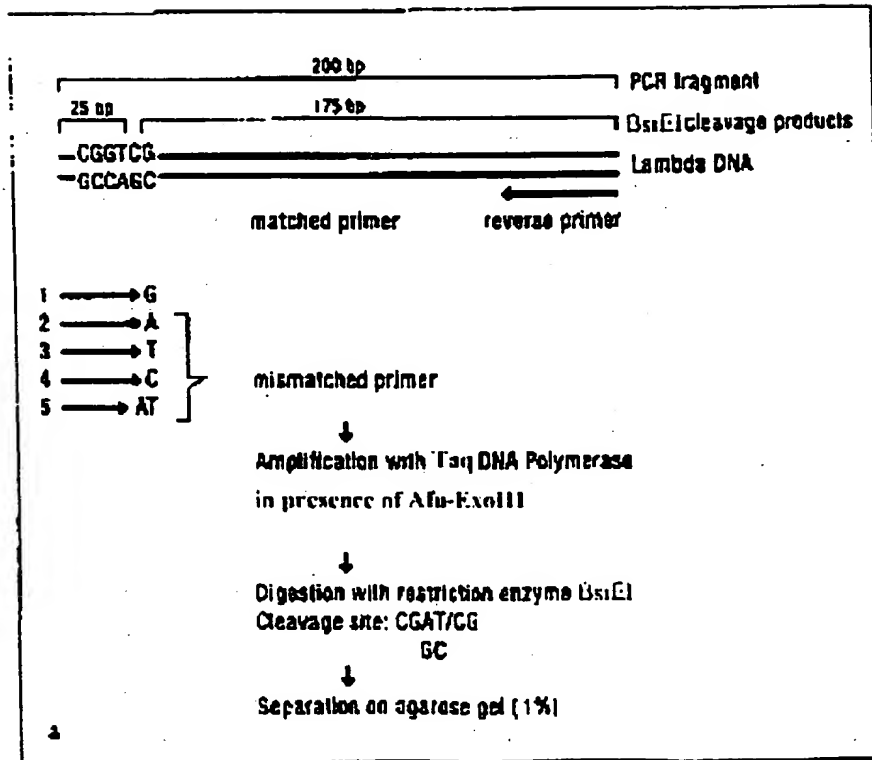 200 bp
PCR fragment
25 bp 175 bp
BsiEI cleavage products
CGGTCG
Lambda DNA
GCCAGC
matched primer reverse primer
1 G
2 A
3 T
4 C
5 AT
mismatched primer
Amplification with Taq DNA Polymerase
in presence of Afu-ExoIII
Digestion with restriction enzyme BsiEI
Cleavage site: CGAT/CG
GC
Separation on agarose gel (1%)
a